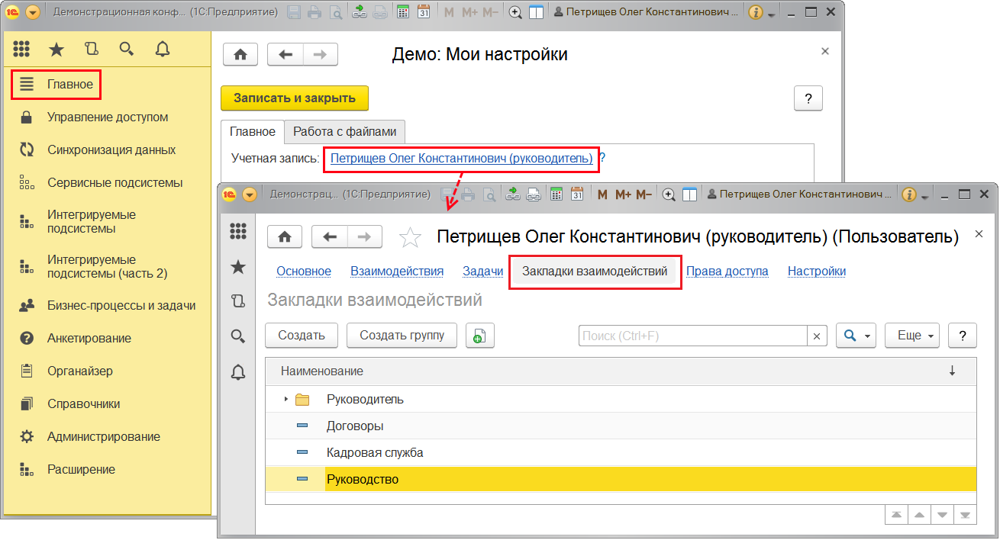 Демонстрационная конф... (1С:Предприятие)
31
M M+ M−
Петрищев Олег Константинович ...
Главное
Управление доступом
Синхронизация данных
Сервисные подсистемы
Интегрируемые
подсистемы
Интегрируемые
подсистемы (часть 2)
Бизнес-процессы и задачи
Анкетирование
Органайзер
Справочники
Администрирование
Расширение
Демо: Мои настройки
Записать и закрыть
?
Главное
Работа с файлами
Учетная запись: Петрищев Олег Константинович (руководитель) ?
Демонстрац... (1С:Предприятие)
31
M M+ M−
Петрищев Олег Константинович ...
Петрищев Олег Константинович (руководитель) (Пользователь)
Основное
Взаимодействия
Задачи
Закладки взаимодействий
Права доступа
Настройки
Закладки взаимодействий
Создать
Создать группу
Поиск (Ctrl+F)
Еще
?
Наименование
Руководитель
Договоры
Кадровая служба
Руководство